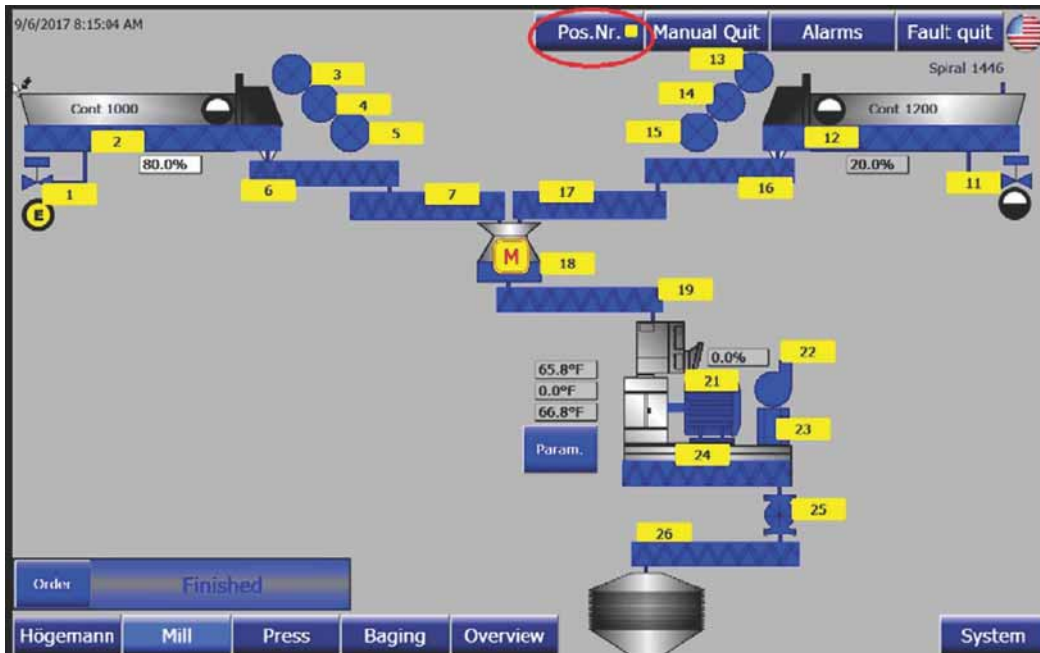 9/6/2017 8:15:04 AM
Pos.Nr.
Manual Quit
Alarms
Fault quit
Spiral 1446
3
13
Cont 1000
4
14
Cont 1200
2
5
15
12
80.0%
20.0%
1
6
7
17
16
11
E
M
18
19
0.0%
22
65.8°F
21
0.0°F
66.8°F
23
Param.
24
25
26
Order
Finished
Högemann
Mill
Press
Baging
Overview
System